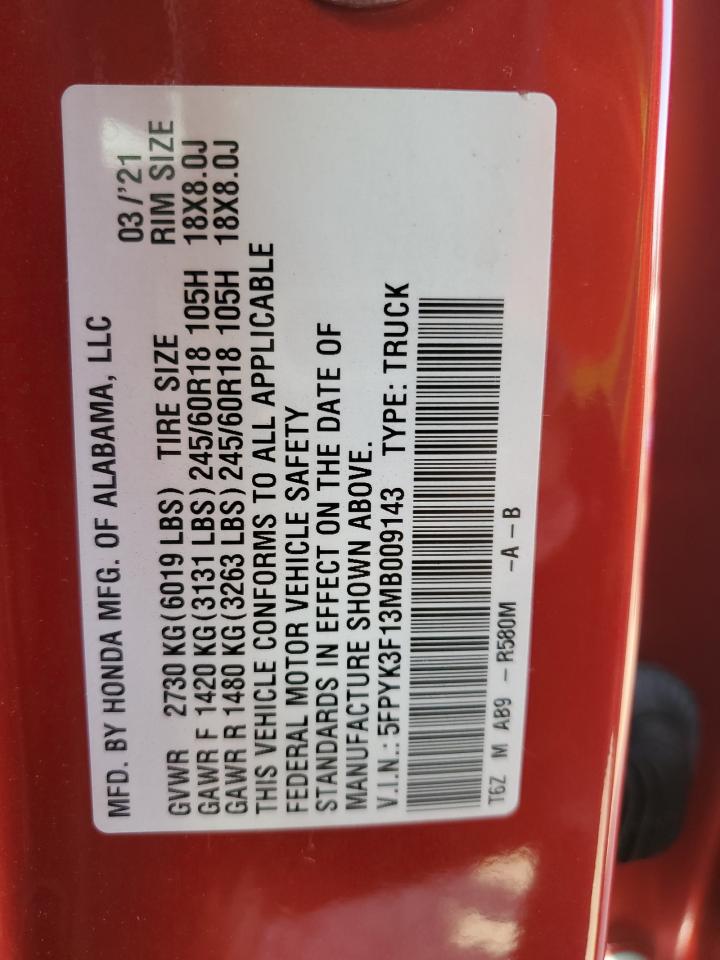 MFD. BY HONDA MFG. OF ALABAMA, LLC 03/'21
GVWR 2730 KG(6019 LBS) TIRE SIZE RIM SIZE
GAWR F 1420 KG(3131 LBS) 245/60R18 105H 18X8.0J
GAWR R 1480 KG(3263 LBS) 245/60R18 105H 18X8.0J
THIS VEHICLE CONFORMS TO ALL APPLICABLE
FEDERAL MOTOR VEHICLE SAFETY
STANDARDS IN EFFECT ON THE DATE OF
MANUFACTURE SHOWN ABOVE.
V.I.N.: 5FPYK3F13MB009143 TYPE: TRUCK
T6Z M AB9 -R580M -A-B